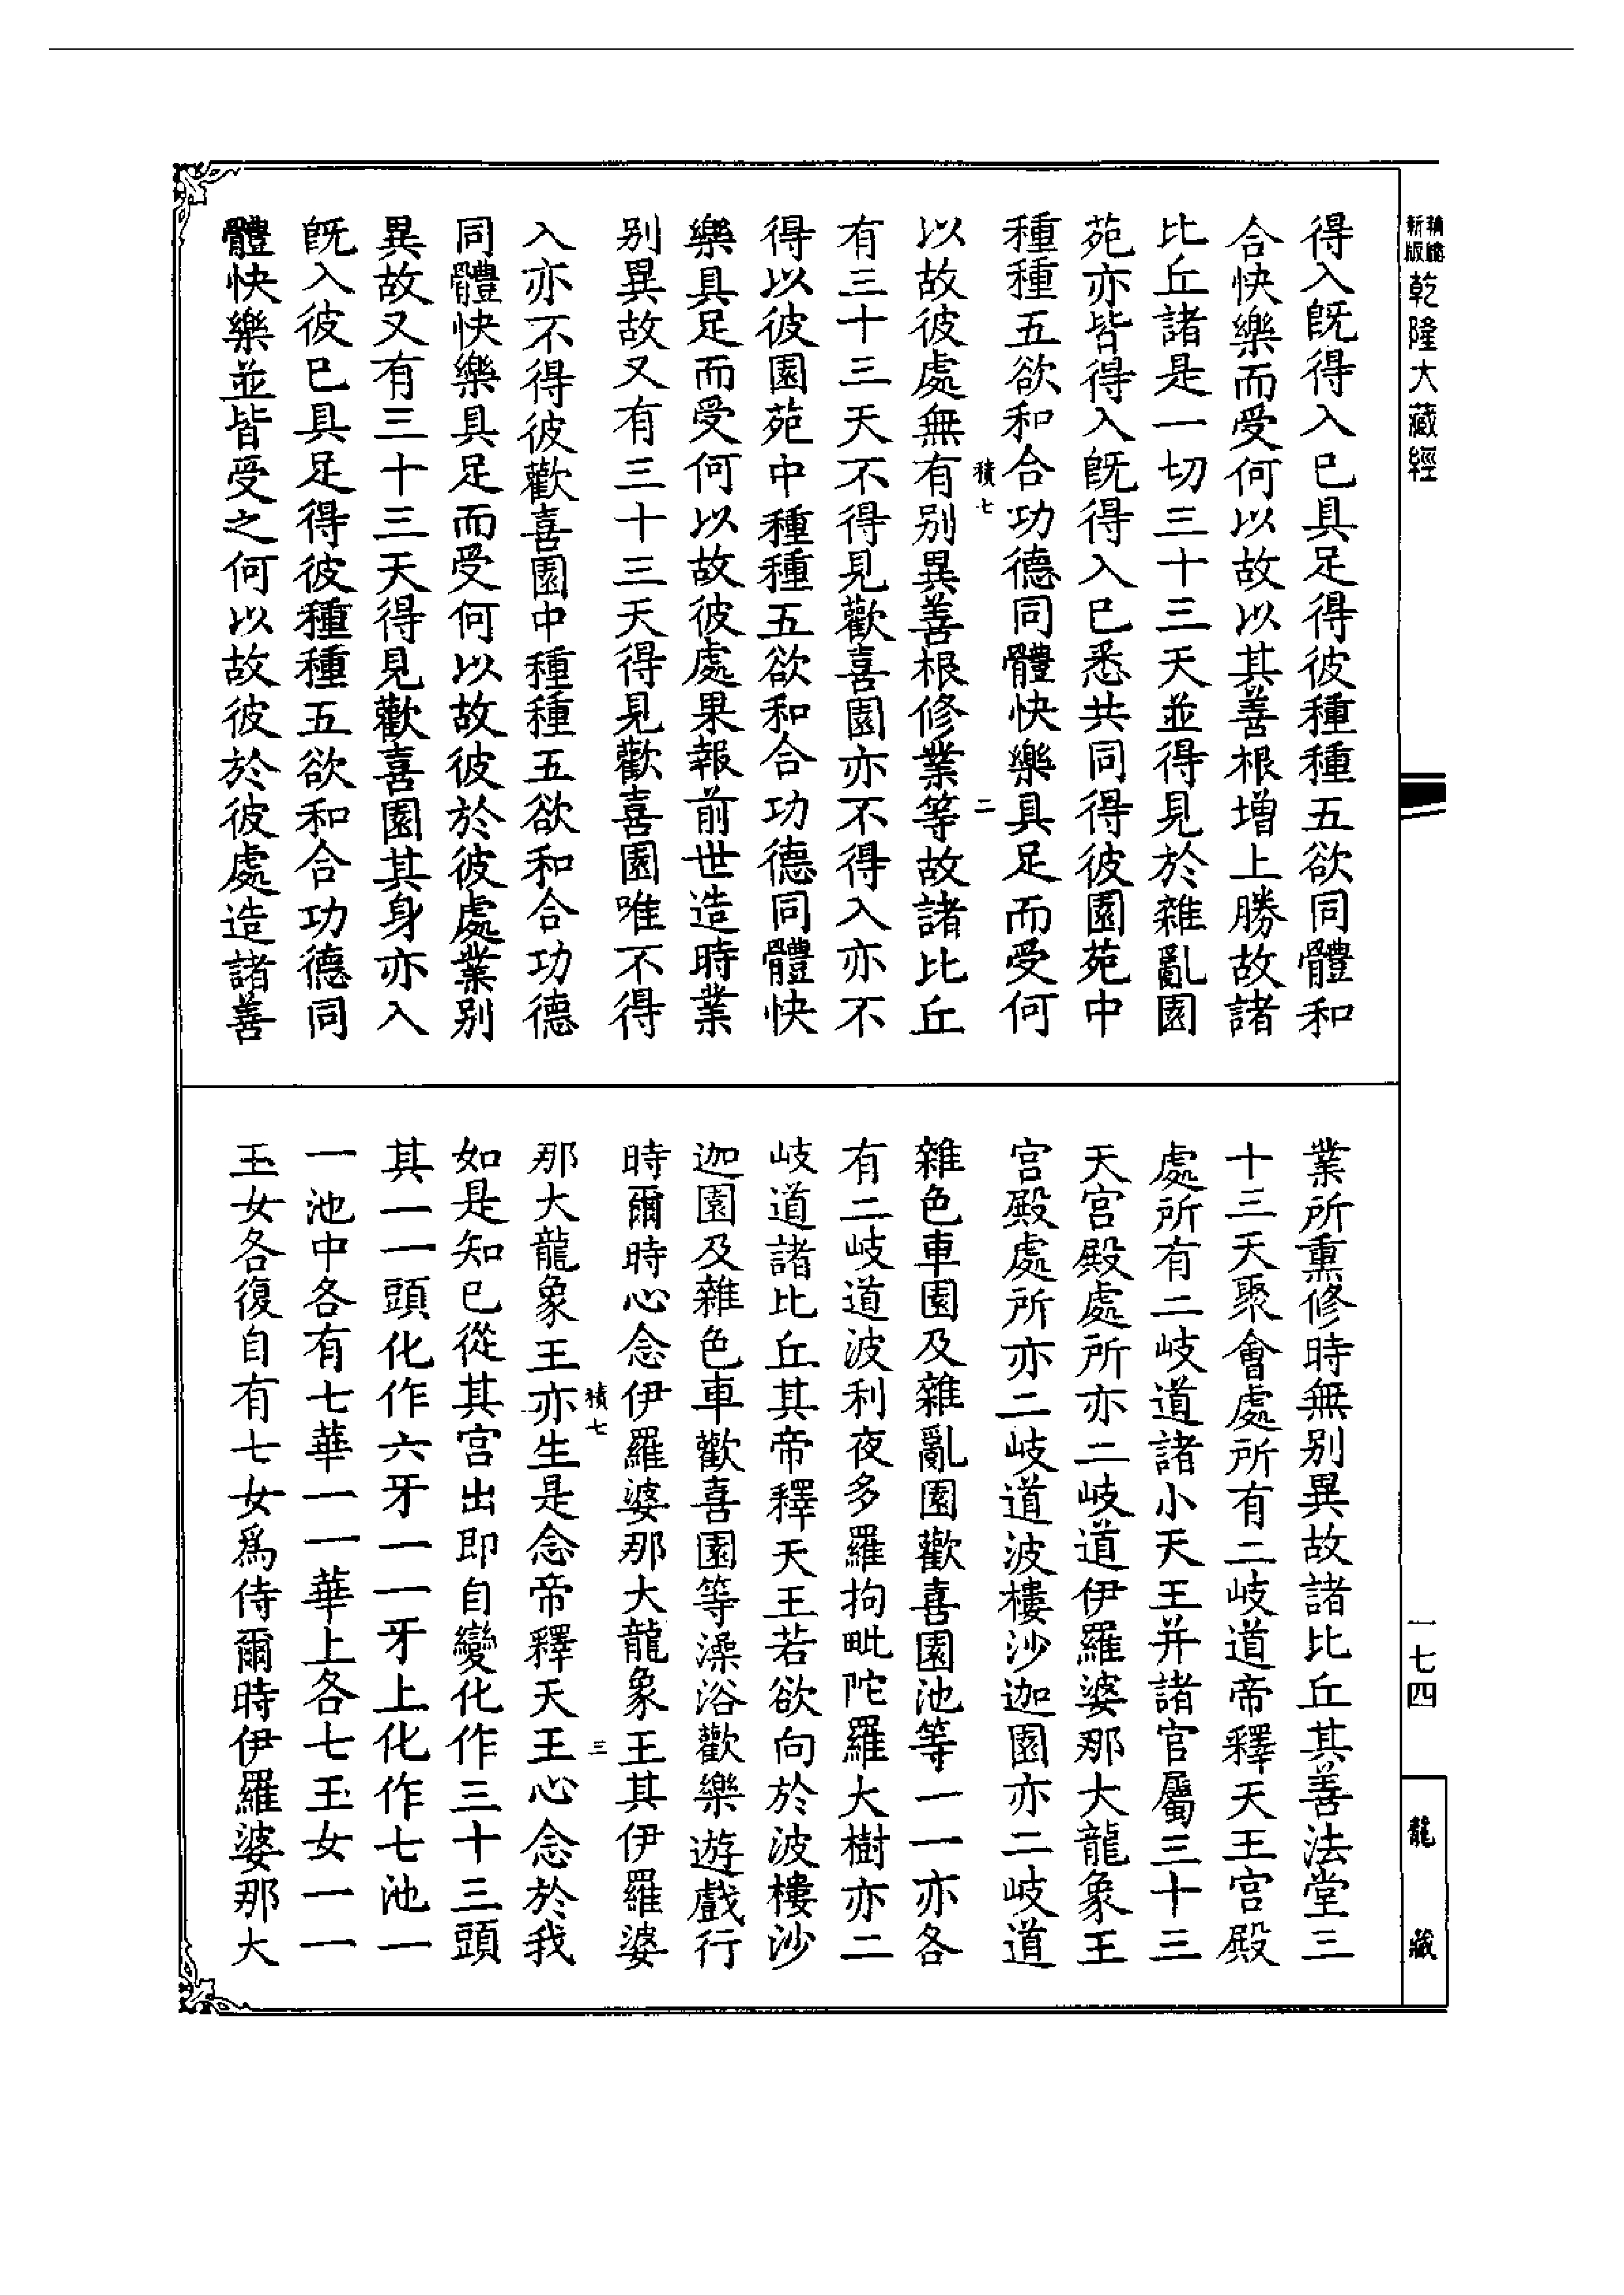 新版
精縮
乾隆大藏經
一七四
龍藏
得入旣得入已具足得彼種種五欲同體和
合快樂而受何以故以其善根增上勝故諸
比丘諸是一切三十三天並得見於雜亂園
苑亦皆得入旣得入已悉共同得彼園苑中
種種五欲和合功德同體快樂具足而受何
積七
二
以故彼處無有別異善根修業等故諸比丘
有三十三天不得見歡喜園亦不得入亦不
得以彼園苑中種種五欲和合功德同體快
樂具足而受何以故彼處果報前世造時業
別異故又有三十三天得見歡喜園唯不得
入亦不得彼歡喜園中種種五欲和合功德
同體快樂具足而受何以故彼於彼處業別
異故又有三十三天得見歡喜園其身亦入
旣入彼已具足得彼種種五欲和合功德同
體快樂並皆受之何以故彼於彼處造諸善
業所熏修時無別異故諸比丘其善法堂三
十三天聚會處所有二岐道帝釋天王宮殿
處所有二岐道諸小天王并諸官屬三十三
天宮殿處所亦二岐道伊羅婆那大龍象王
宮殿處所亦二岐道波樓沙迦園亦二岐道
雜色車園及雜亂園歡喜園池等一一亦各
有二岐道波利夜多羅拘毗陀羅大樹亦二
岐道諸比丘其帝釋天王若欲向於波樓沙
迦園及雜色車歡喜園等澡浴歡樂遊戲行
時爾時心念伊羅婆那大龍象王其伊羅婆
積七
三
那大龍象王亦生是念帝釋天王心念於我
如是知已從其宮出即自變化作三十三頭
其一一頭化作六牙一一牙上化作七池一
一池中各有七華一一華上各七玉女一一
玉女各復自有七女爲侍爾時伊羅婆那大